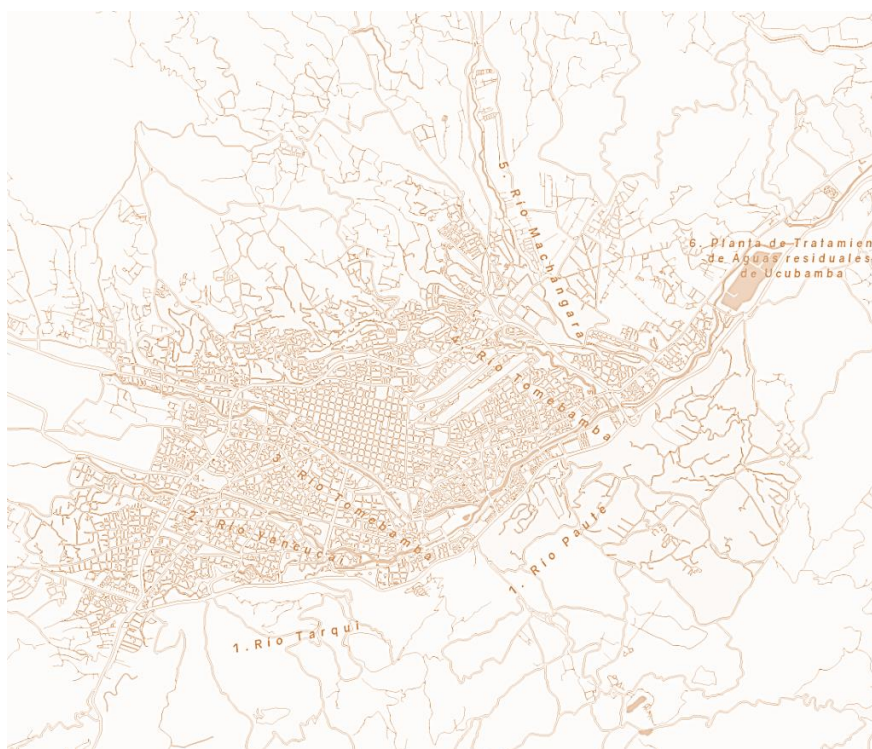 5. Río Machángara
6. Planta de Tratamien
de Aguas residuales
de Ucubamba
4. Río Tomebamba
3. Río Tomebamba
2. Río Yancuçai
1. Río Paute
1. Río Tarqui